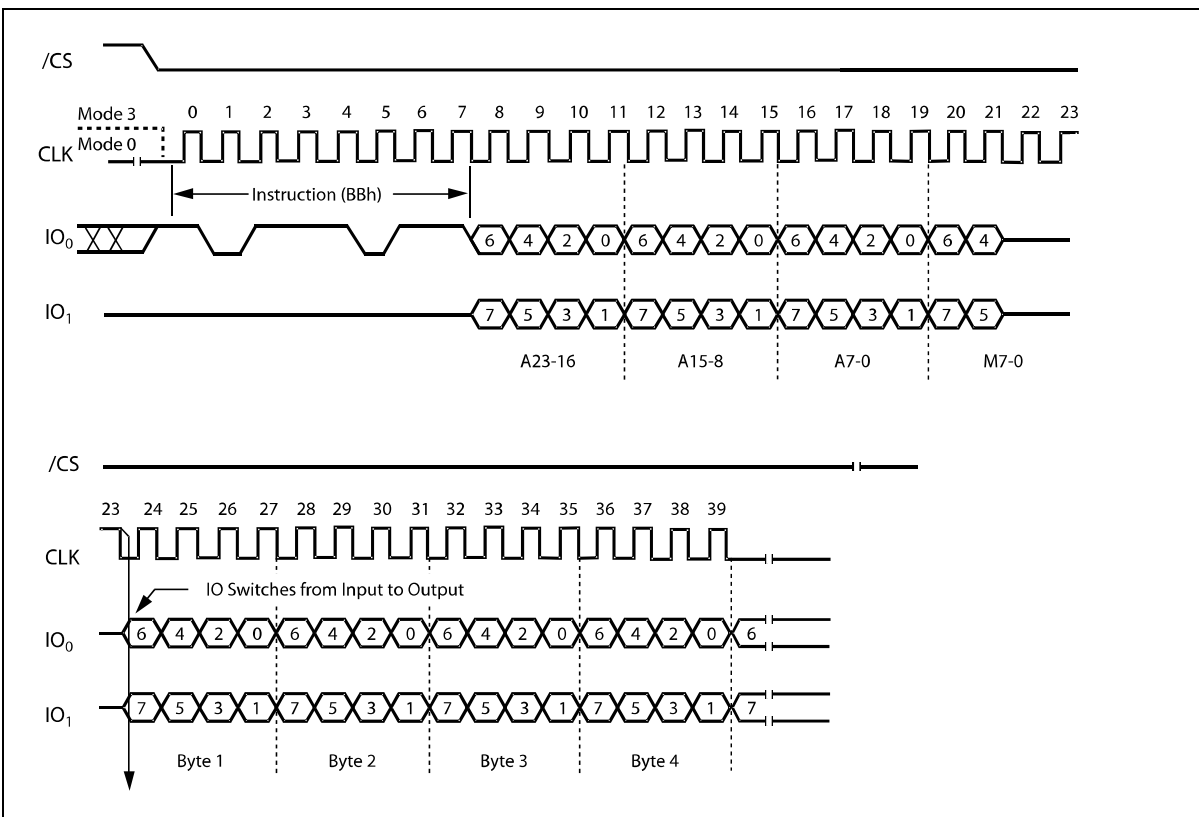 /CS
Mode 3
0 1 2 3 4 5 6 7 8 9 10 11 12 13 14 15 16 17 18 19 20 21 22 23
Mode 0
CLK
Instruction (BBh)
IO0 6 4 2 0 6 4 2 0 6 4 2 0 6 4
IO1 7 5 3 1 7 5 3 1 7 5 3 1 7 5
A23-16 A15-8 A7-0 M7-0
/CS
23 24 25 26 27 28 29 30 31 32 33 34 35 36 37 38 39
CLK
IO Switches from Input to Output
IO0 6 4 2 0 6 4 2 0 6 4 2 0 6 4 2 0 6
IO1 7 5 3 1 7 5 3 1 7 5 3 1 7 5 3 1 7
Byte 1 Byte 2 Byte 3 Byte 4